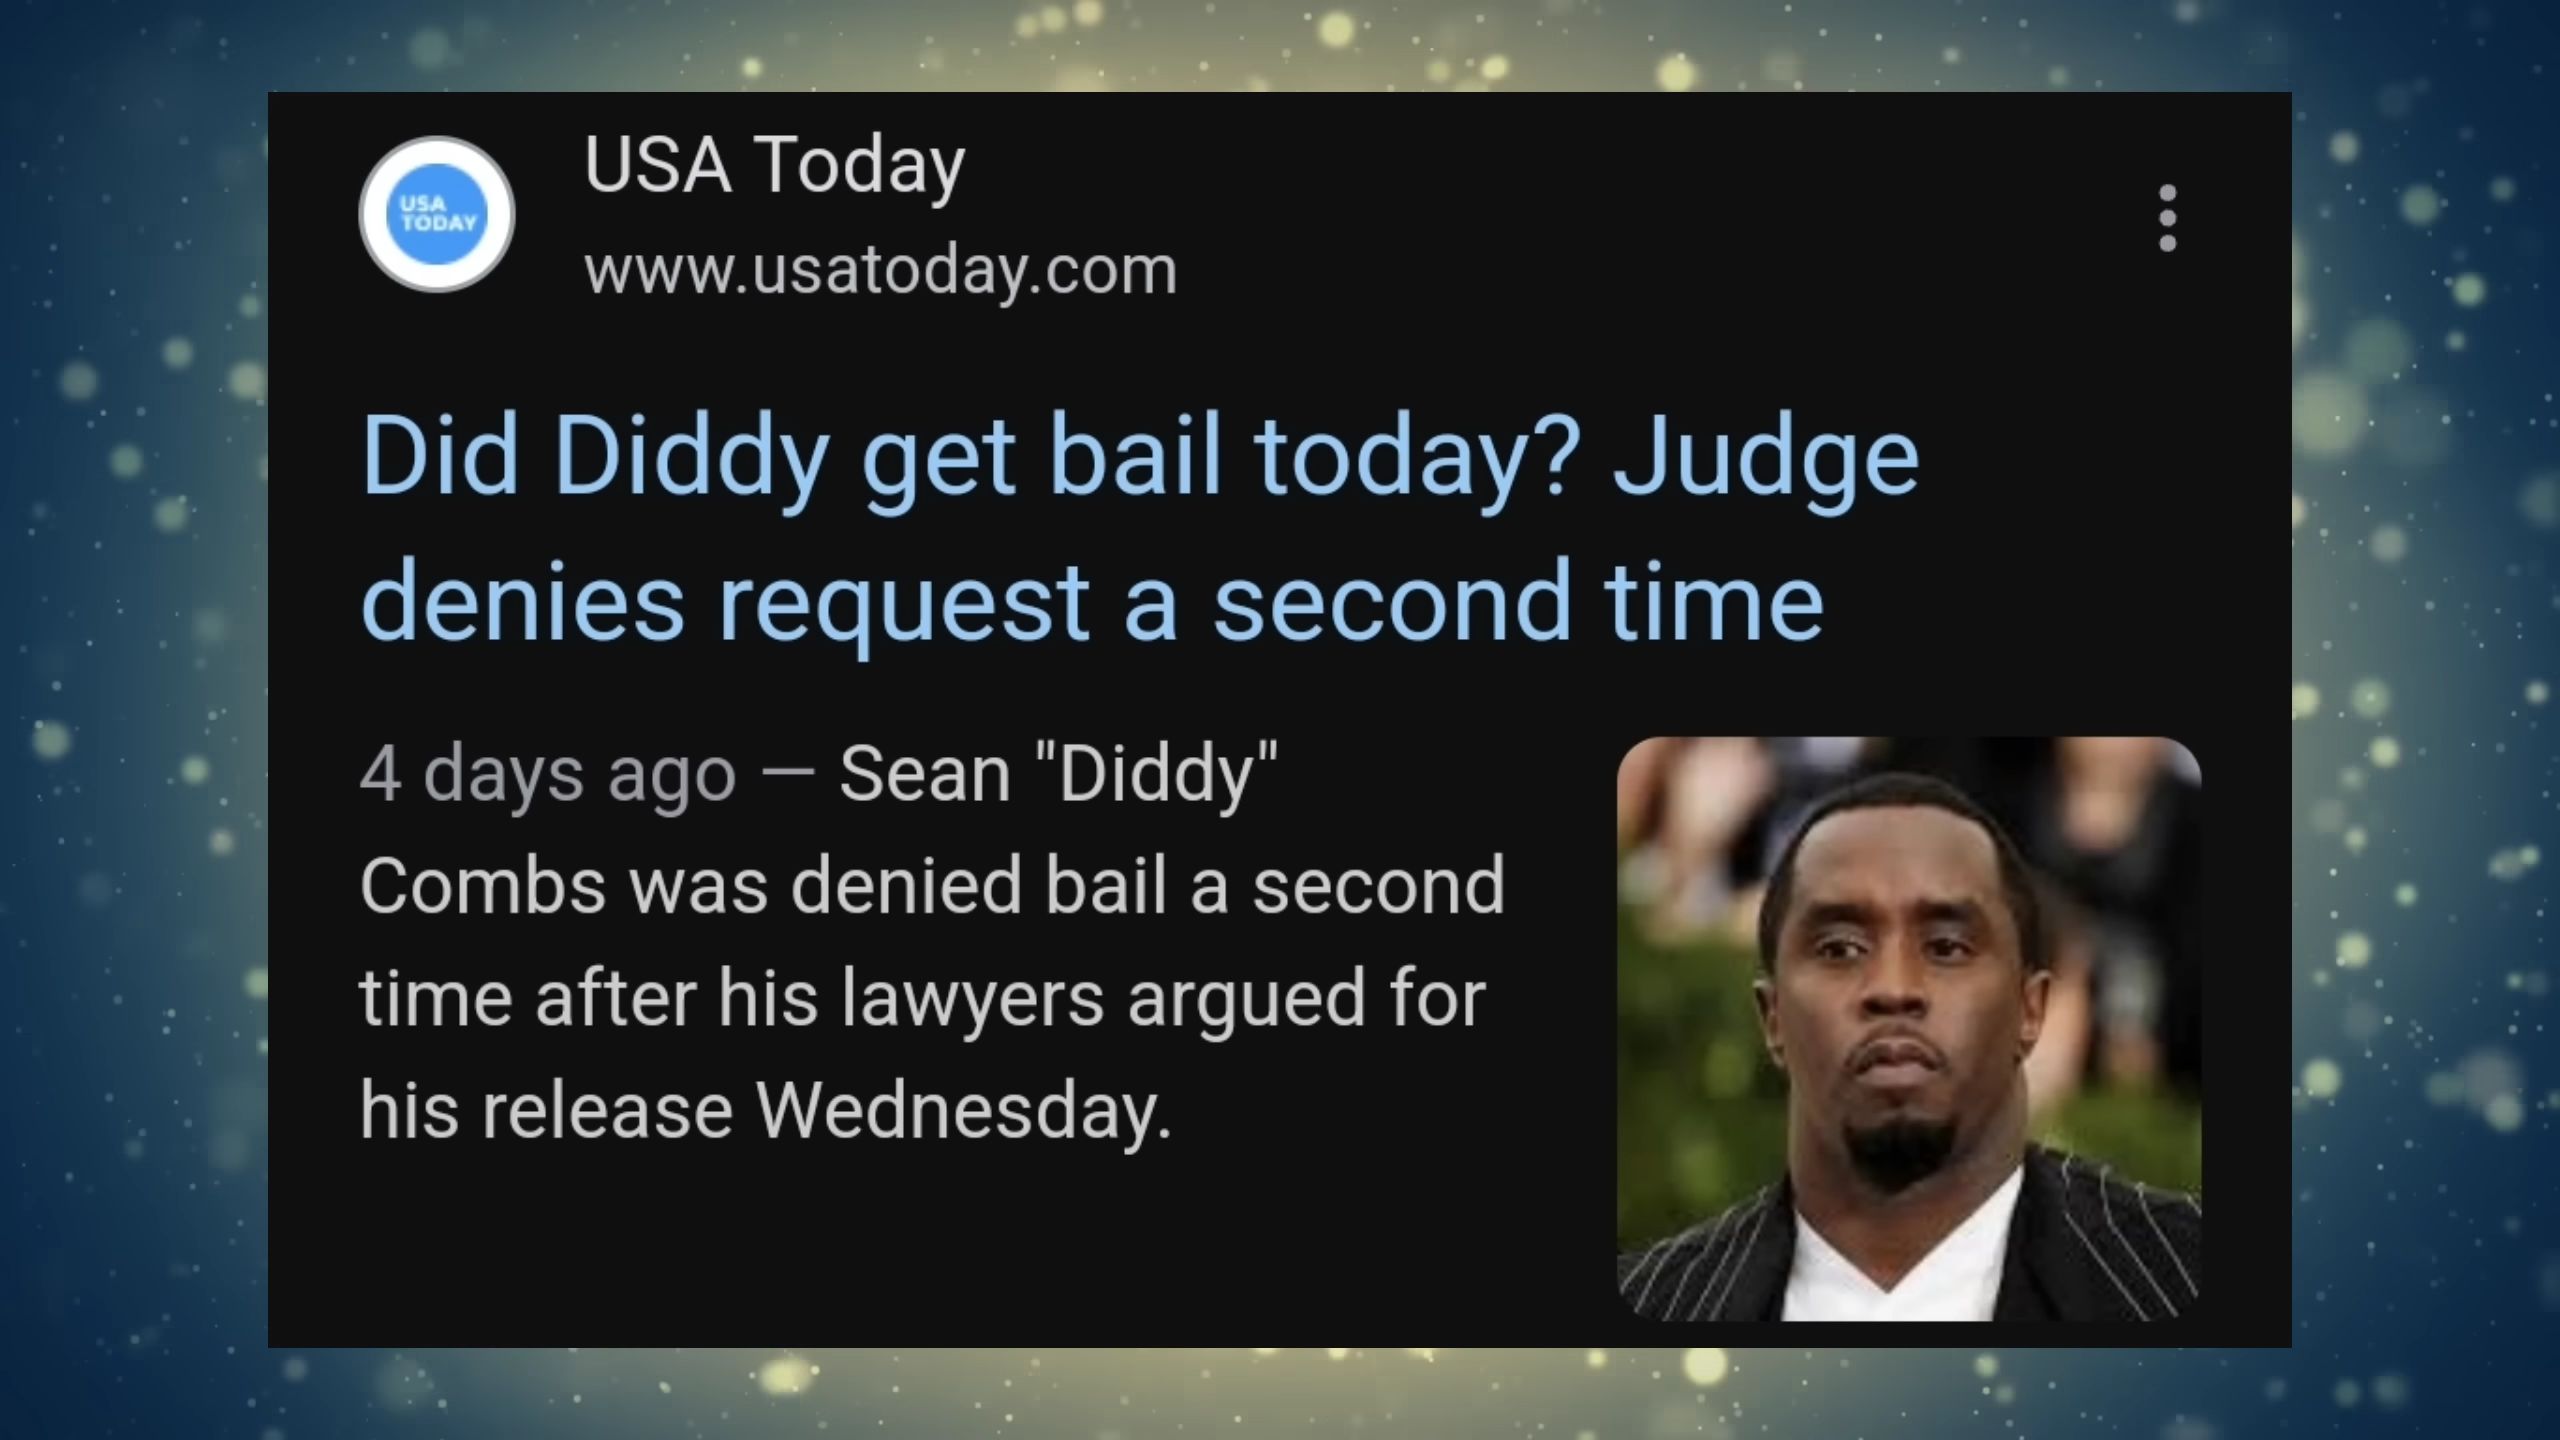 USA
TODAY
USA Today
www.usatoday.com
Did Diddy get bail today? Judge
denies request a second time
4 days ago — Sean "Diddy"
Combs was denied bail a second
time after his lawyers argued for
his release Wednesday.